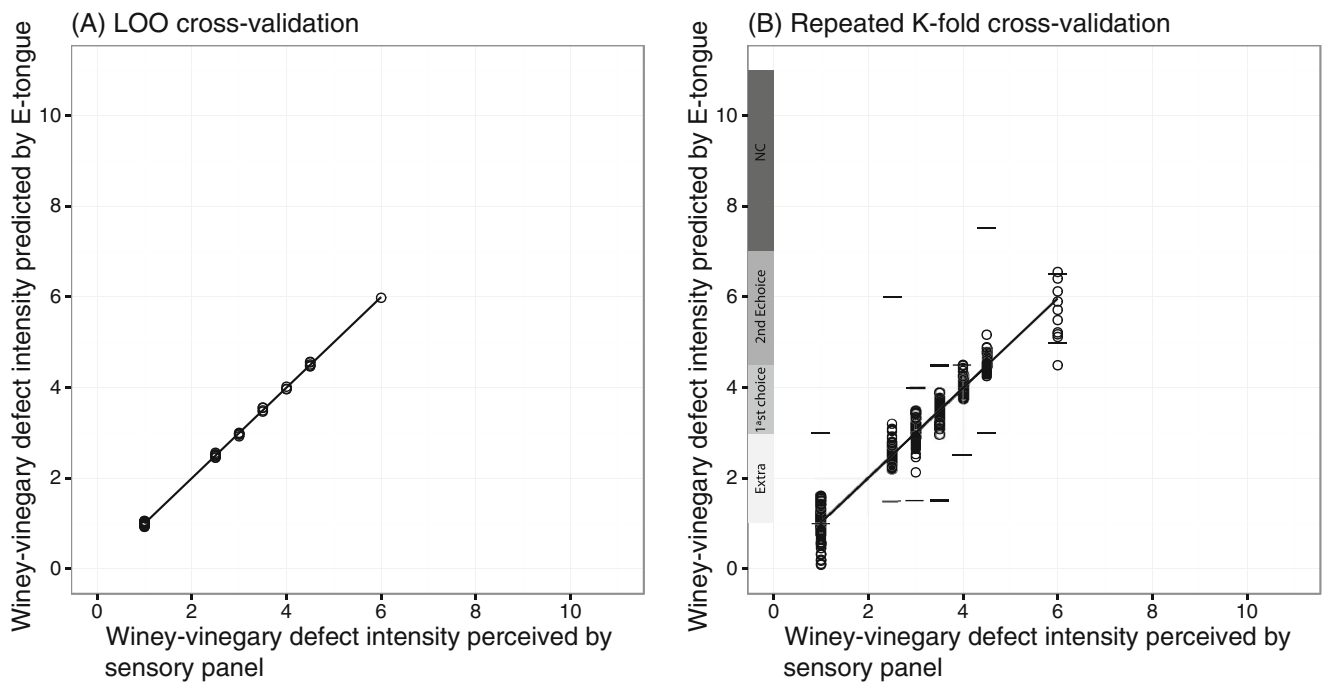 (A) LOO cross-validation
Winey-vinegary defect intensity predicted by E-tongue
10
8
6
4
2
0
0 2 4 6 8 10
Winey-vinegary defect intensity perceived by
sensory panel
(B) Repeated K-fold cross-validation
Winey-vinegary defect intensity predicted by E-tongue
10
8
6
4
2
0
NC
2nd Echoice
1ªst choice
Extra
0 2 4 6 8 10
Winey-vinegary defect intensity perceived by
sensory panel